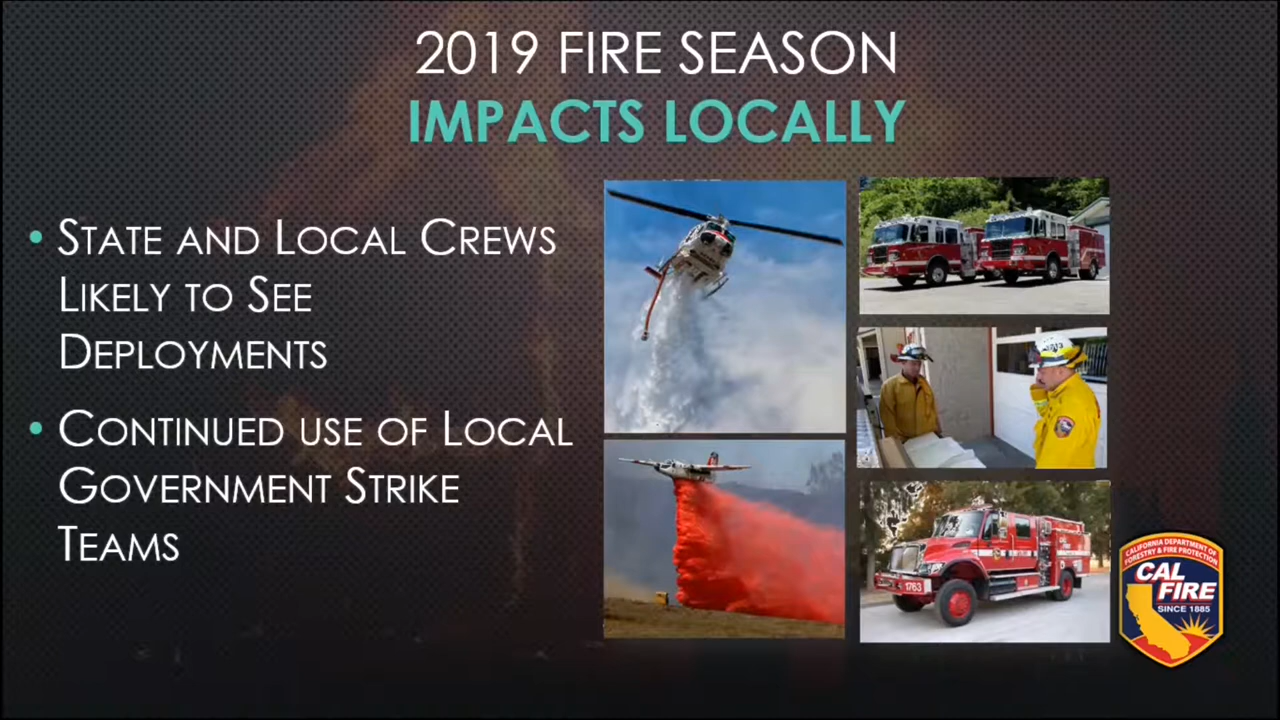 2019 FIRE SEASON
IMPACTS LOCALLY
• STATE AND LOCAL CREWS
LIKELY TO SEE
DEPLOYMENTS
• CONTINUED USE OF LOCAL
GOVERNMENT STRIKE
TEAMS
1763
CALIFORNIA DEPARTMENT OF
FORESTRY & FIRE PROTECTION
CAL
FIRE
SINCE 1885